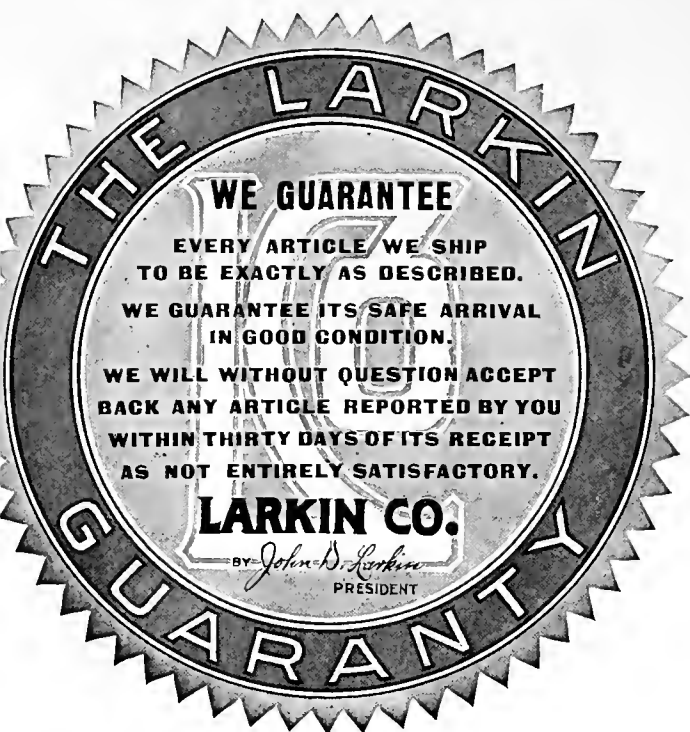 THE LARKIN
WE GUARANTEE
EVERY ARTICLE WE SHIP
TO BE EXACTLY AS DESCRIBED.
WE GUARANTEE ITS SAFE ARRIVAL
IN GOOD CONDITION.
WE WILL WITHOUT QUESTION ACCEPT
BACK ANY ARTICLE REPORTED BY YOU
WITHIN THIRTY DAYS OF ITS RECEIPT
AS NOT ENTIRELY SATISFACTORY.
LARKIN CO.
BY John D. Larkin
PRESIDENT
GUARANTY